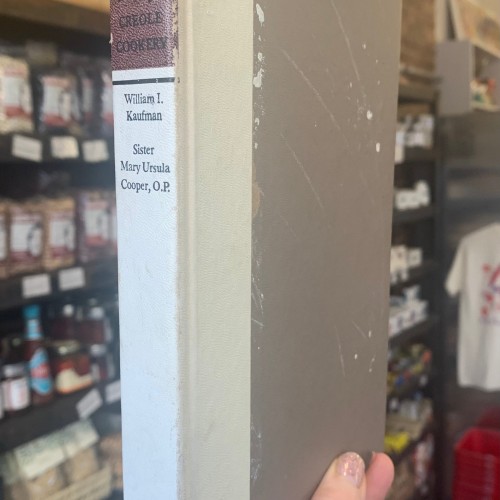 CREOLE
COOKERY
William I.
Kaufman
Sister
Mary Ursula
Cooper, O.P.